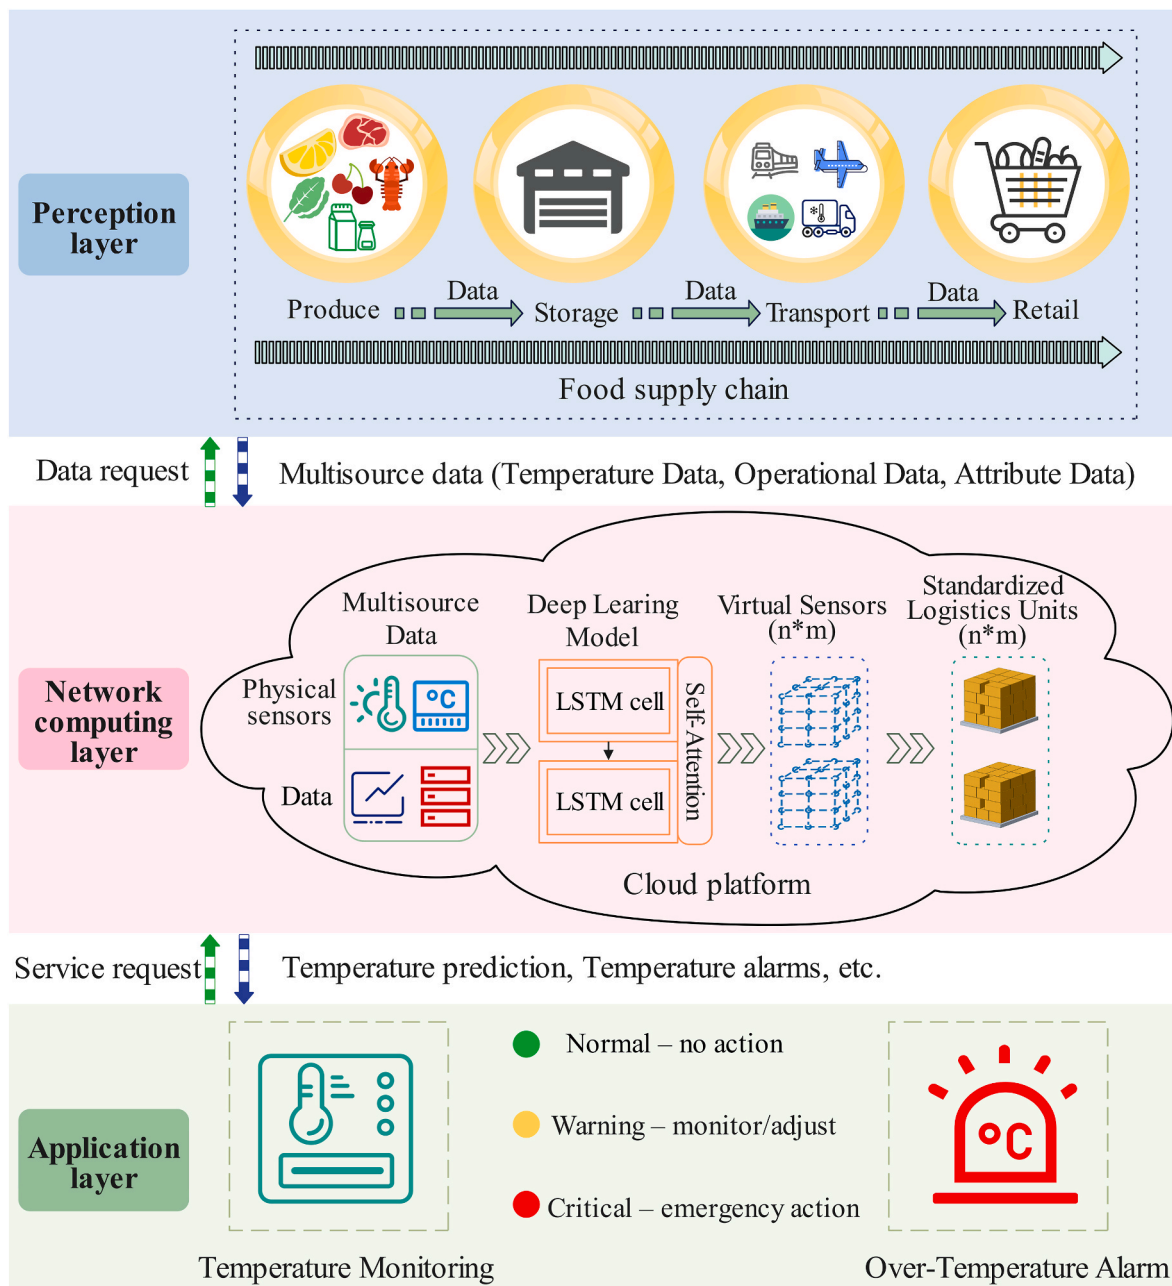 Perception
layer
Data
Data
Data
Produce
Storage
Transport
Retail
Food supply chain
Data request
Multisource data (Temperature Data, Operational Data, Attribute Data)
Network
computing
layer
Multisource
Data
Deep Learing
Model
Virtual Sensors
(n*m)
Standardized
Logistics Units
(n*m)
Physical
sensors
°C
Data
LSTM cell
LSTM cell
Self-Attention
Cloud platform
Service request
Temperature prediction, Temperature alarms, etc.
Application
layer
Normal – no action
Warning – monitor/adjust
Critical – emergency action
°C
Temperature Monitoring
Over-Temperature Alarm